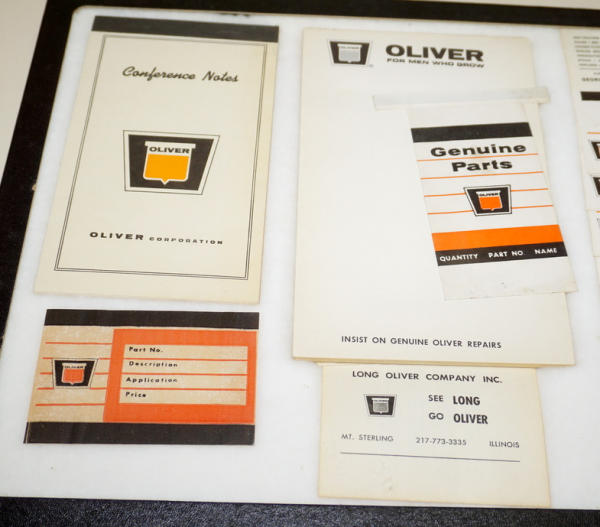 Conference Notes
OLIVER
OLIVER CORPORATION
OLIVER
FOR MEN WHO GROW
Genuine
Parts
OLIVER
QUANTITY PART NO. NAME
INSIST ON GENUINE OLIVER REPAIRS
OLIVER
Part No.
Description
Application
Price
LONG OLIVER COMPANY INC.
SEE LONG
GO OLIVER
MT. STERLING 217-773-3335 ILLINOIS